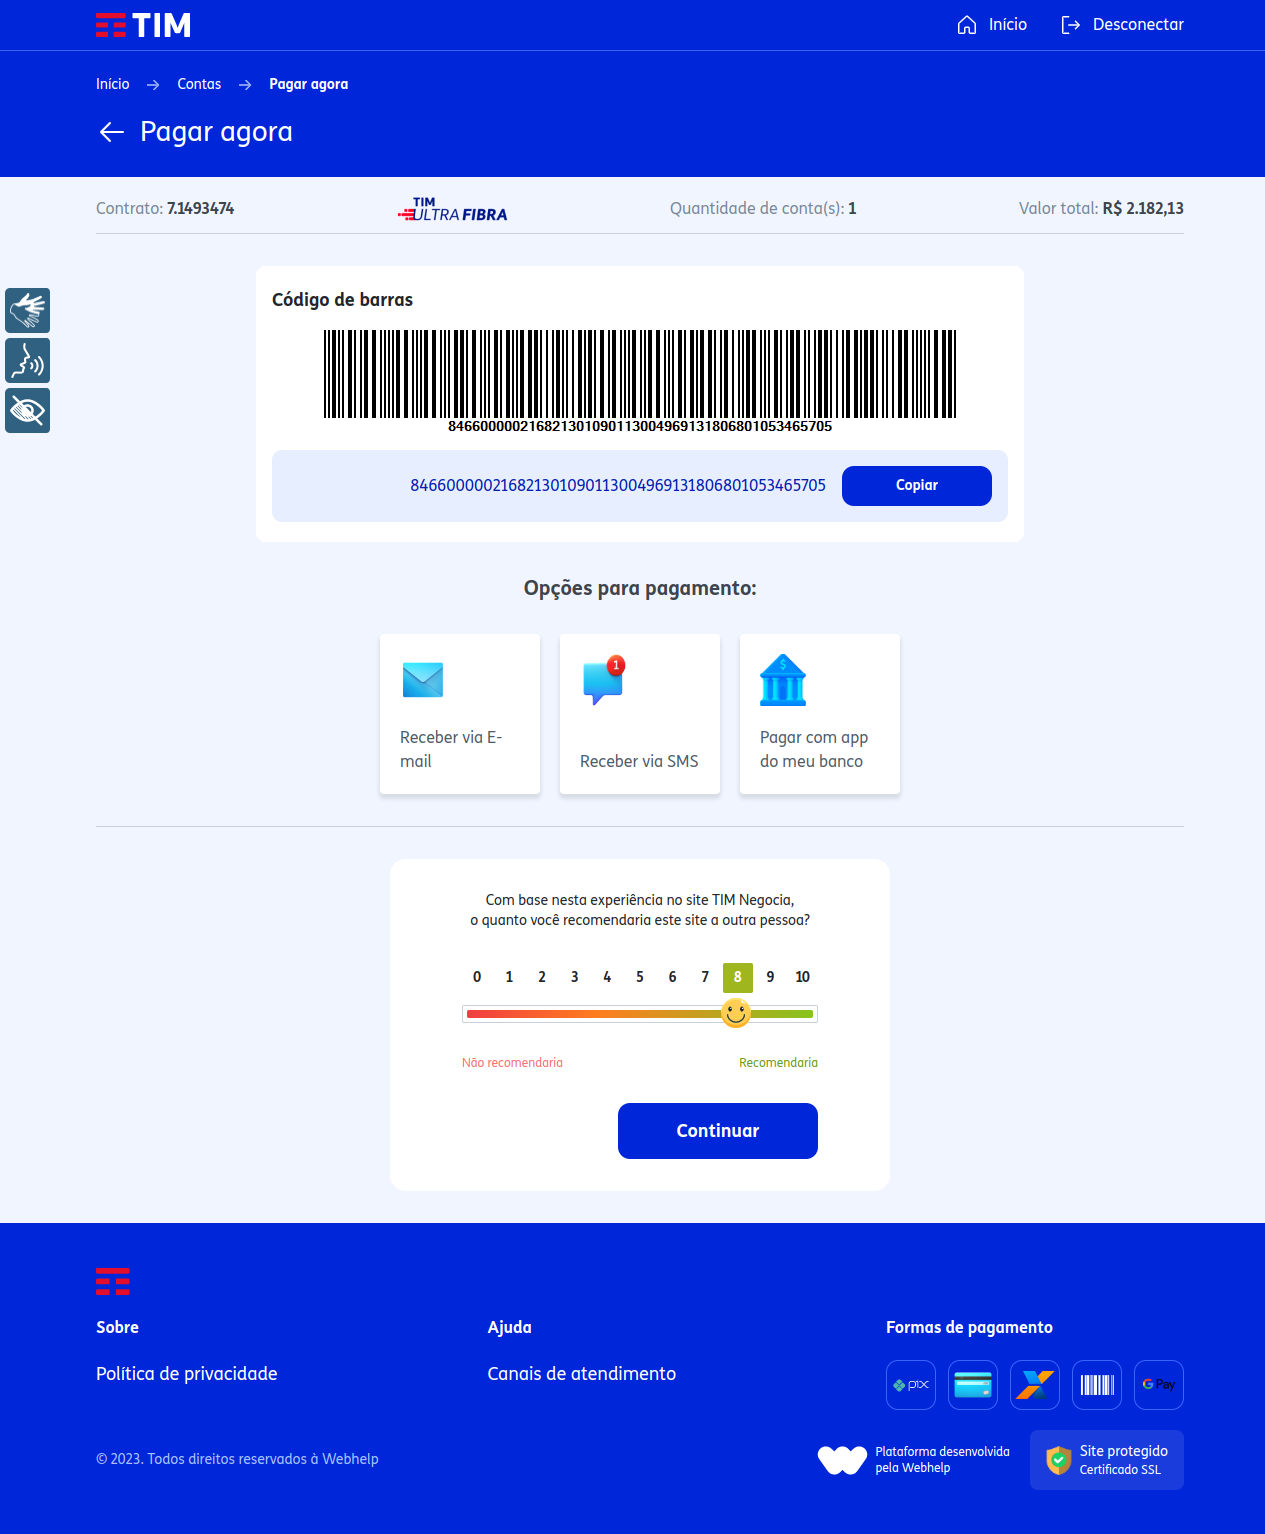 TIM
Início
Desconectar
Início
Contas
Pagar agora
Pagar agora
Contrato: 7.1493474
TIM
ULTRA FIBRA
Quantidade de conta(s): 1
Valor total: R$ 2.182,13
Código de barras
846600000216821301090113004969131806801053465705
846600000216821301090113004969131806801053465705
Copiar
Opções para pagamento:
Receber via E-
mail
1
Receber via SMS
$
Pagar com app
do meu banco
Com base nesta experiência no site TIM Negocia,
o quanto você recomendaria este site a outra pessoa?
0 1 2 3 4 5 6 7 8 9 10
Não recomendaria
Recomendaria
Continuar
Sobre
Política de privacidade
Ajuda
Canais de atendimento
Formas de pagamento
pix
G Pay
© 2023. Todos direitos reservados à Webhelp
Plataforma desenvolvida
pela Webhelp
Site protegido
Certificado SSL